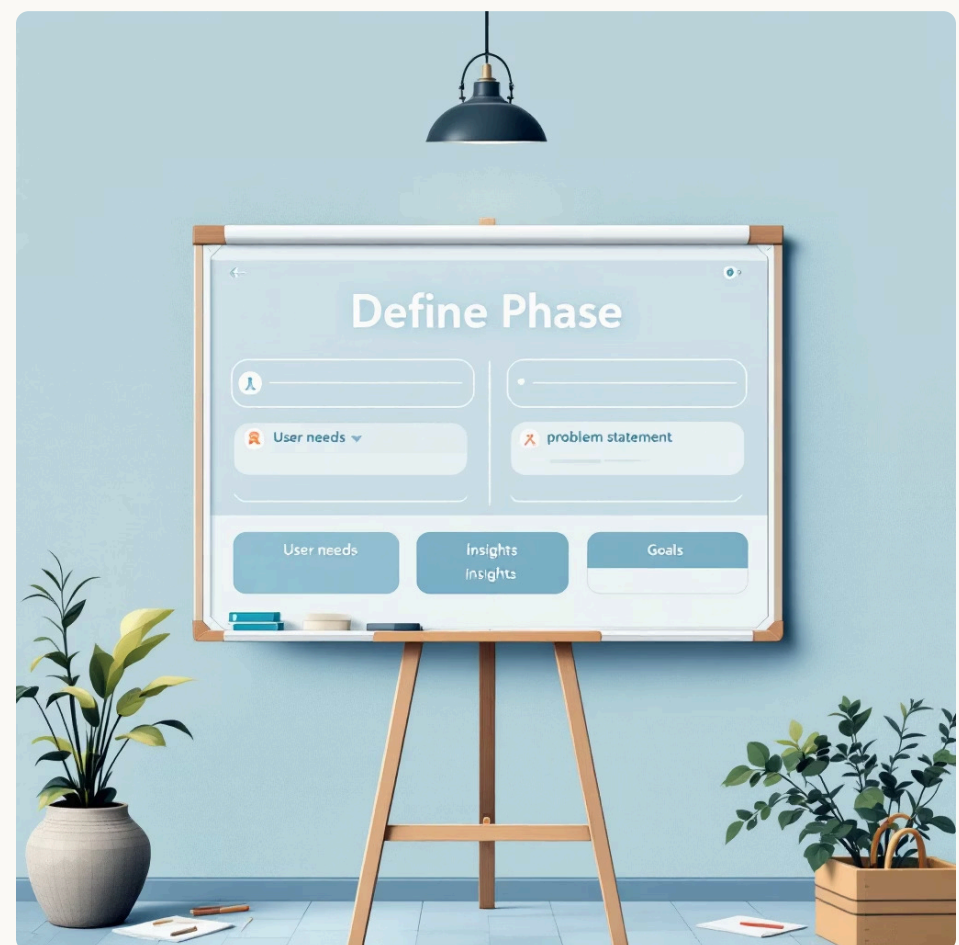 Define Phase
User needs
problem statement
User needs
Insights
insights
Goals